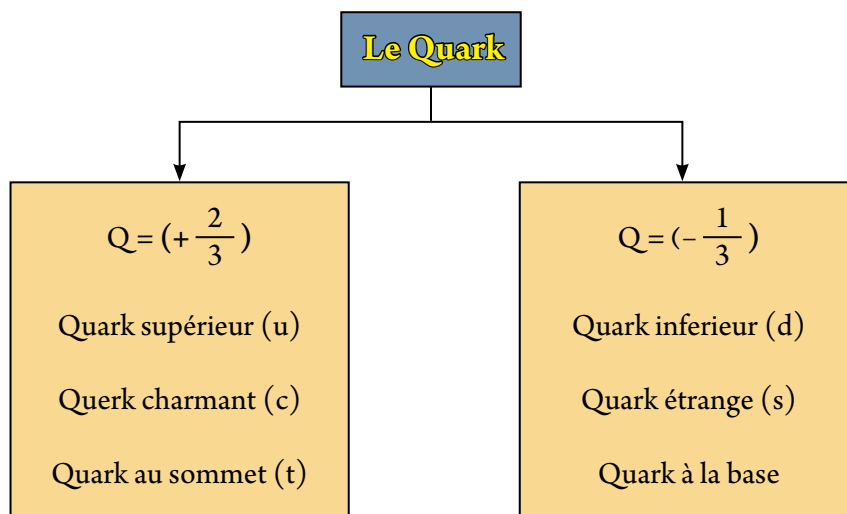 Le Quark
Q = (+ 2/3)
Quark supérieur (u)
Querk charmant (c)
Quark au sommet (t)
Q = (- 1/3)
Quark inferieur (d)
Quark étrange (s)
Quark à la base